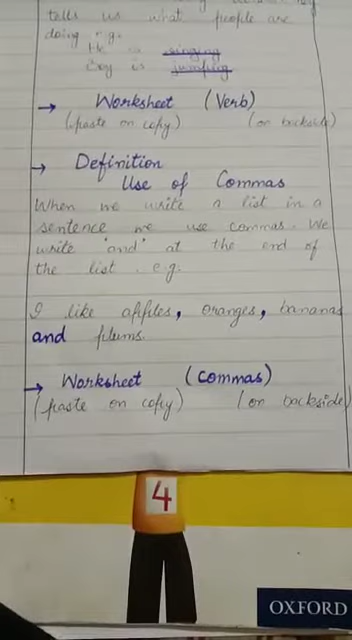 tells us what people are
doing e.g.
He is singing
Boy is jumping
→ Worksheet (Verb)
(paste on copy) (on backside)
→ Definition
Use of Commas
When we write a list in a
sentence we use commas. We
write 'and' at the end of
the list. e.g.
I like apples, oranges, bananas
and plums.
→ Worksheet (Commas)
(paste on copy) (on backside)
4
OXFORD